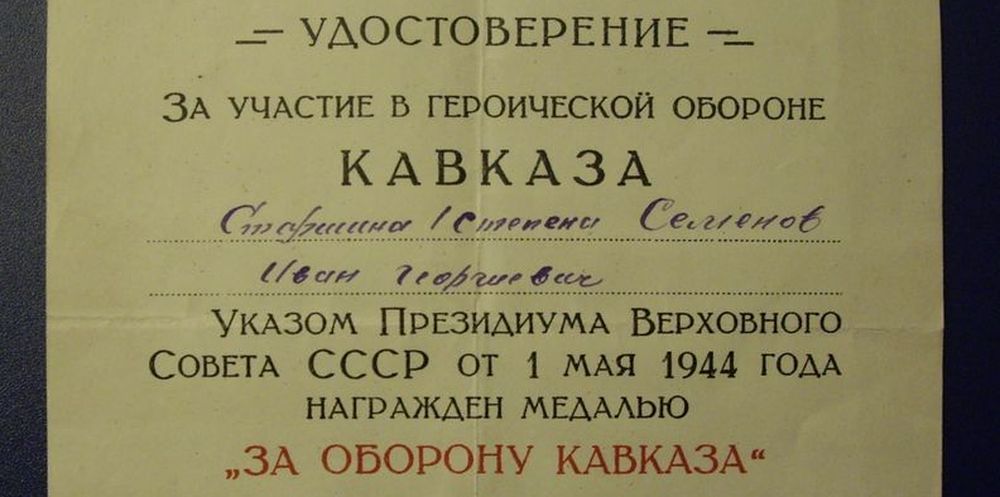 УДОСТОВЕРЕНИЕ
ЗА УЧАСТИЕ В ГЕРОИЧЕСКОЙ ОБОРОНЕ
КАВКАЗА
Старшина 1 степени Семенов
Иван Георгиевич
УКАЗОМ ПРЕЗИДИУМА ВЕРХОВНОГО
СОВЕТА СССР ОТ 1 МАЯ 1944 ГОДА
НАГРАЖДЕН МЕДАЛЬЮ
„ЗА ОБОРОНУ КАВКАЗА“